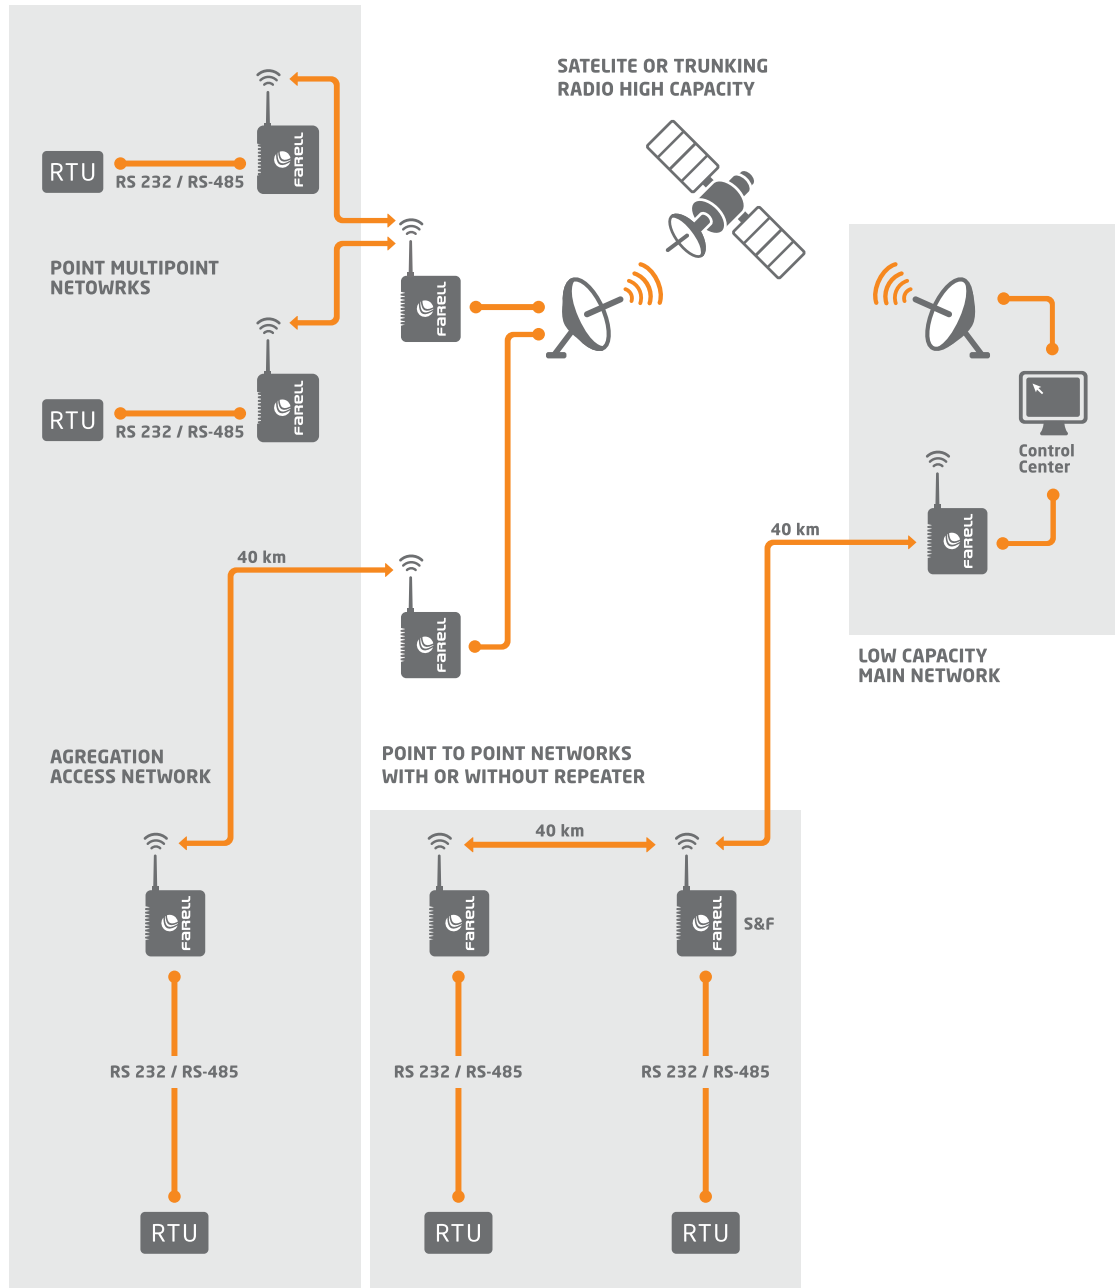 SATELITE OR TRUNKING
RADIO HIGH CAPACITY
FARELL
RTU
RS 232 / RS-485
POINT MULTIPOINT
NETOWRKS
FARELL
FARELL
RTU
RS 232 / RS-485
Control
Center
FARELL
40 km
40 km
FARELL
LOW CAPACITY
MAIN NETWORK
AGREGATION
ACCESS NETWORK
POINT TO POINT NETWORKS
WITH OR WITHOUT REPEATER
40 km
FARELL
FARELL
FARELL
S&F
RS 232 / RS-485
RS 232 / RS-485
RS 232 / RS-485
RTU
RTU
RTU